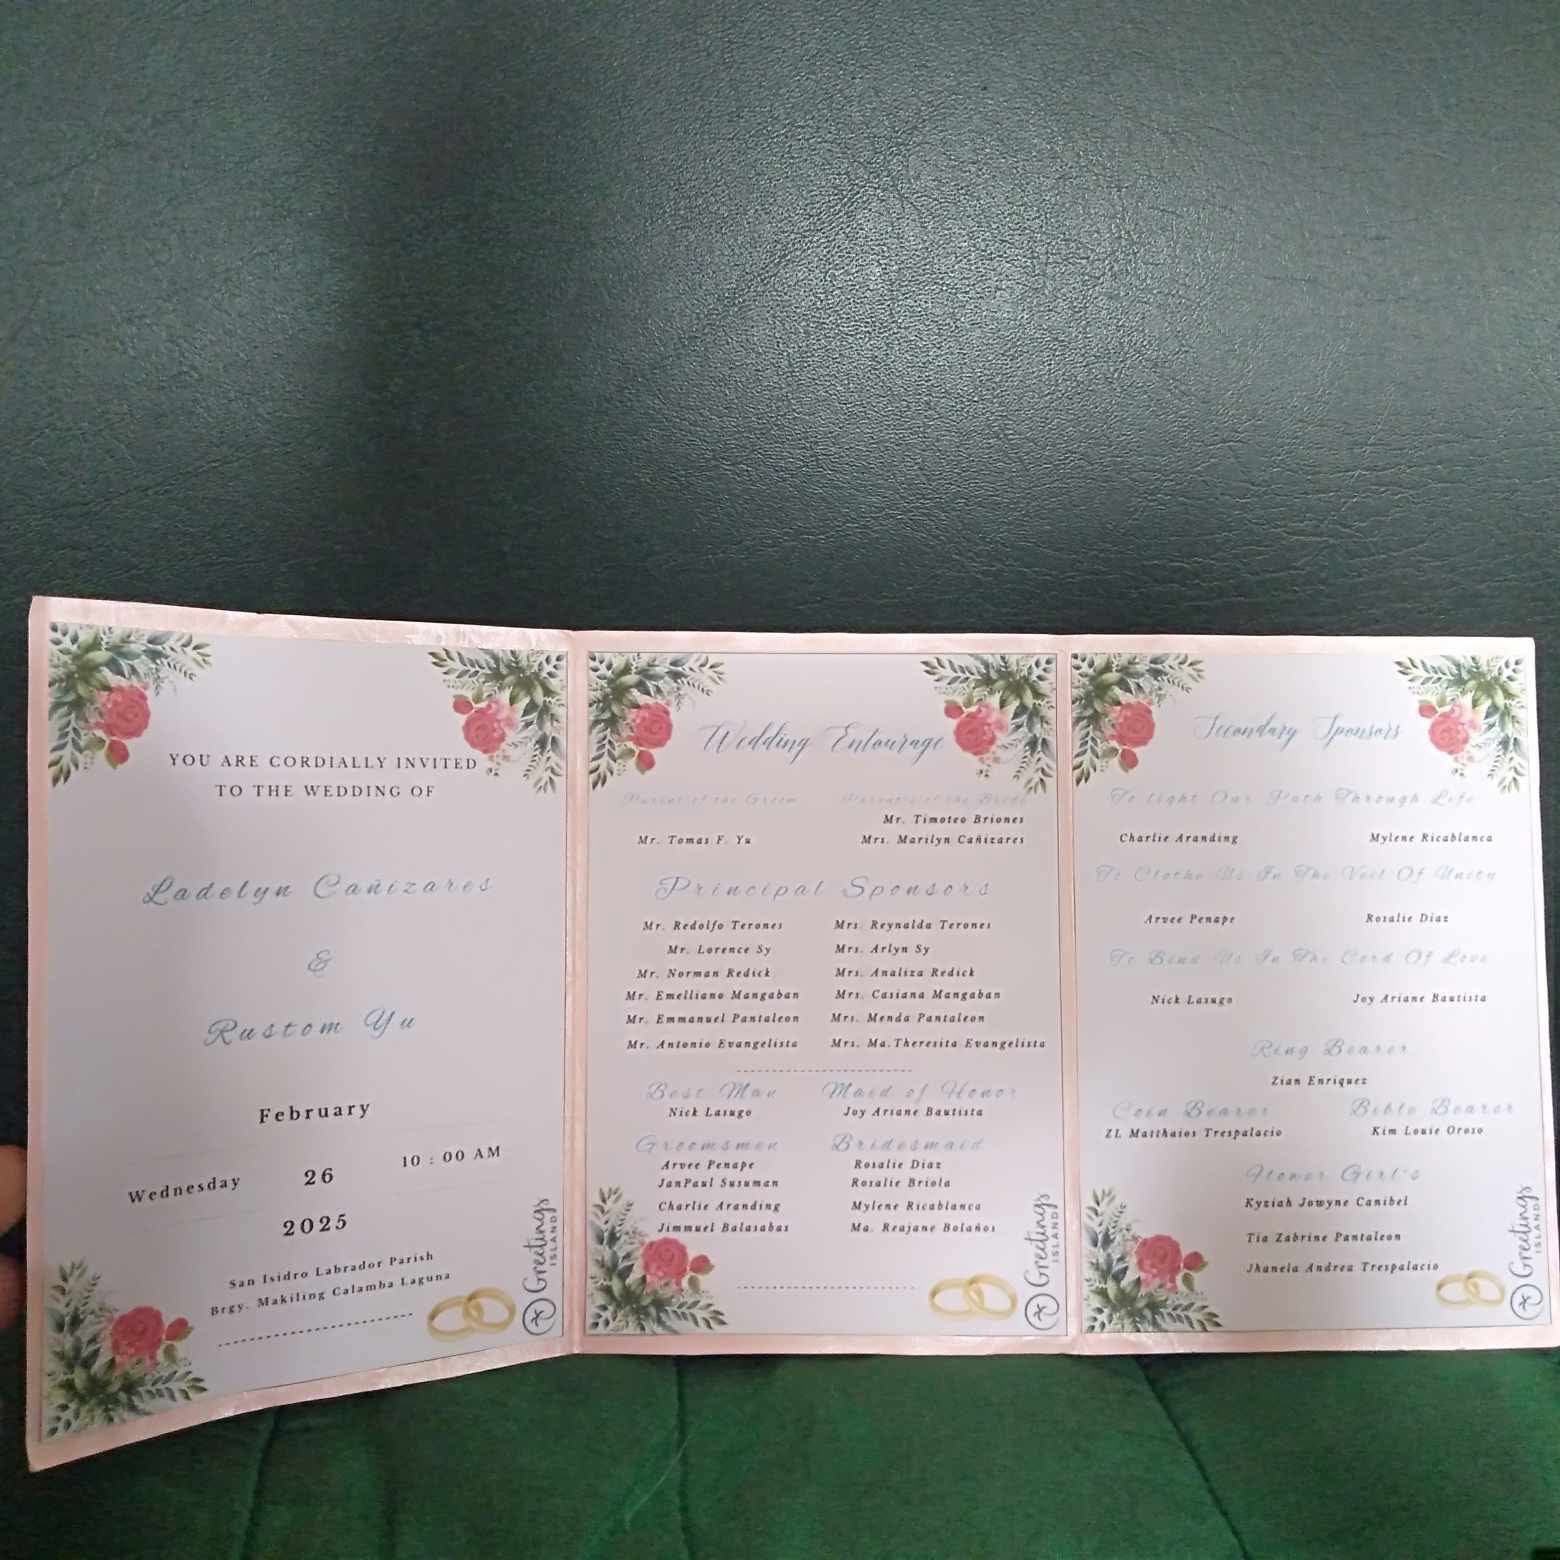 YOU ARE CORDIALLY INVITED
TO THE WEDDING OF
Ladelyn Cañizares
&
Rustom Yu
February
Wednesday 26 10 : 00 AM
2025
San Isidro Labrador Parish
Brgy. Makiling Calamba Laguna
Greetings
ISLAND
Wedding Entourage
Parent of the Groom Parent's of the Bride
Mr. Timoteo Briones
Mr. Tomas F. Yu Mrs. Marilyn Cañizares
Principal Sponsors
Mr. Redolfo Terones Mrs. Reynalda Terones
Mr. Lorence Sy Mrs. Arlyn Sy
Mr. Norman Redick Mrs. Analiza Redick
Mr. Emelliano Mangaban Mrs. Casiana Mangaban
Mr. Emmanuel Pantaleon Mrs. Menda Pantaleon
Mr. Antonio Evangelista Mrs. Ma.Theresita Evangelista
Best Man Maid of Honor
Nick Lasugo Joy Ariane Bautista
Groomsmen Bridesmaid
Arvee Penape Rosalie Diaz
JanPaul Susuman Rosalie Briola
Charlie Aranding Mylene Ricablanca
Jimmuel Balasabas Ma. Reajane Bolaños
Greetings
ISLAND
Secondary Sponsors
To Light Our Path Through Life
Charlie Aranding Mylene Ricablanca
To Clothe Us In The Veil Of Unity
Arvee Penape Rosalie Diaz
To Bind Us In The Cord Of Love
Nick Lasugo Joy Ariane Bautista
Ring Bearer
Zian Enriquez
Coin Bearer Bible Bearer
ZL Matthaios Trespalacio Kim Louie Oroso
Honor Girl's
Kyziah Jowyne Canibel
Tia Zabrine Pantaleon
Jhanela Andrea Trespalacio
Greetings
ISLAND